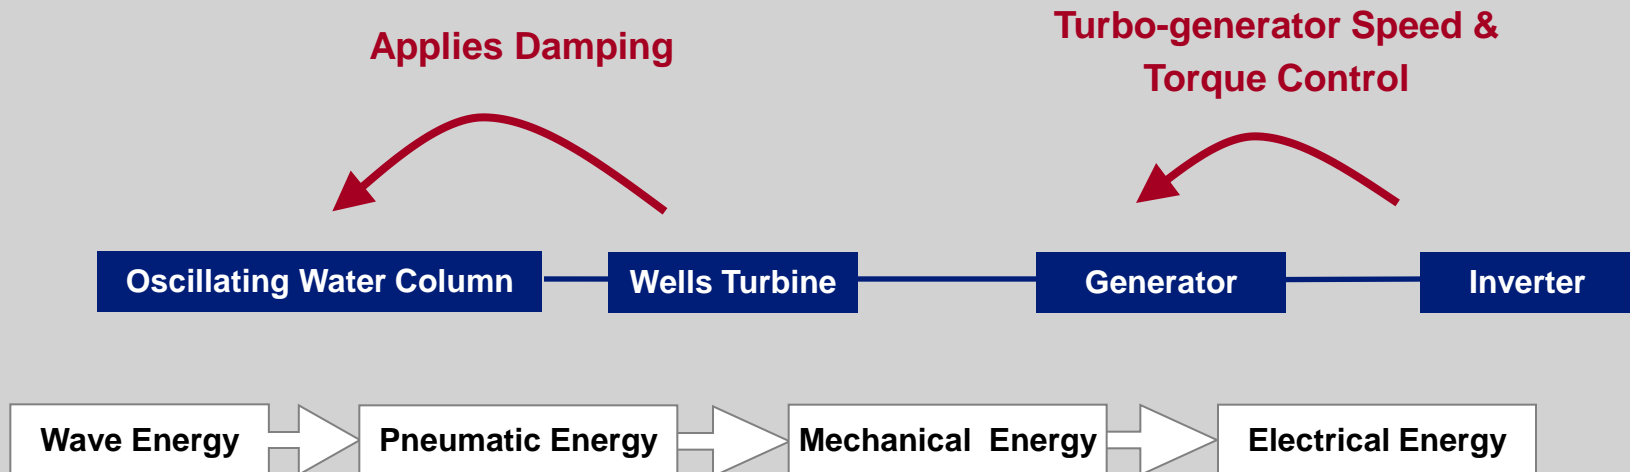 Applies Damping
Turbo-generator Speed &
Torque Control
Oscillating Water Column
Wells Turbine
Generator
Inverter
Wave Energy
Pneumatic Energy
Mechanical Energy
Electrical Energy